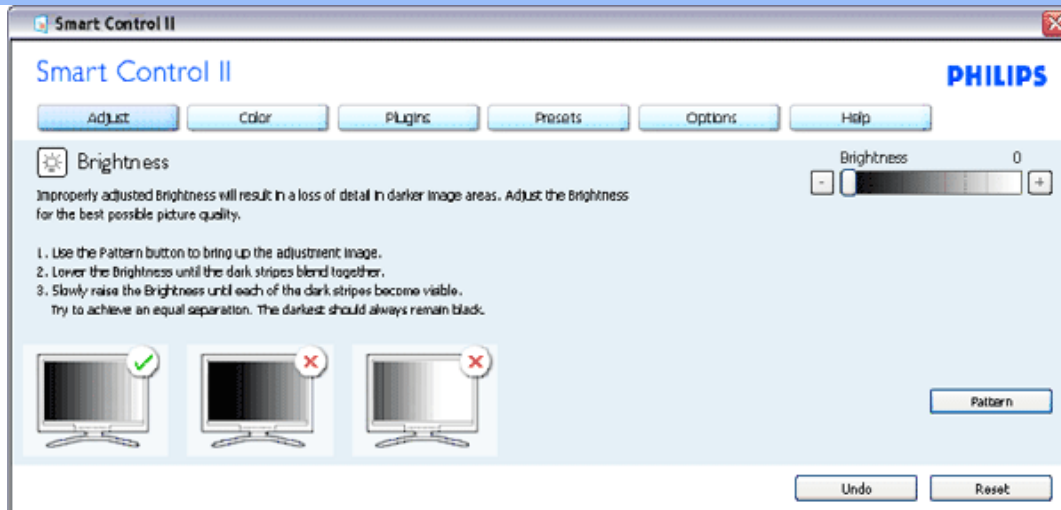 Smart Control II
Smart Control II
PHILIPS
Adjust Color Plugins Presets Options Help
Brightness
Brightness 0
Improperly adjusted Brightness will result in a loss of detail in darker image areas. Adjust the Brightness
for the best possible picture quality.
- +
1. Use the Pattern button to bring up the adjustment image.
2. Lower the Brightness until the dark stripes blend together.
3. Slowly raise the Brightness until each of the dark stripes become visible.
Try to achieve an equal separation. The darkest should always remain black.
Pattern
Undo Reset